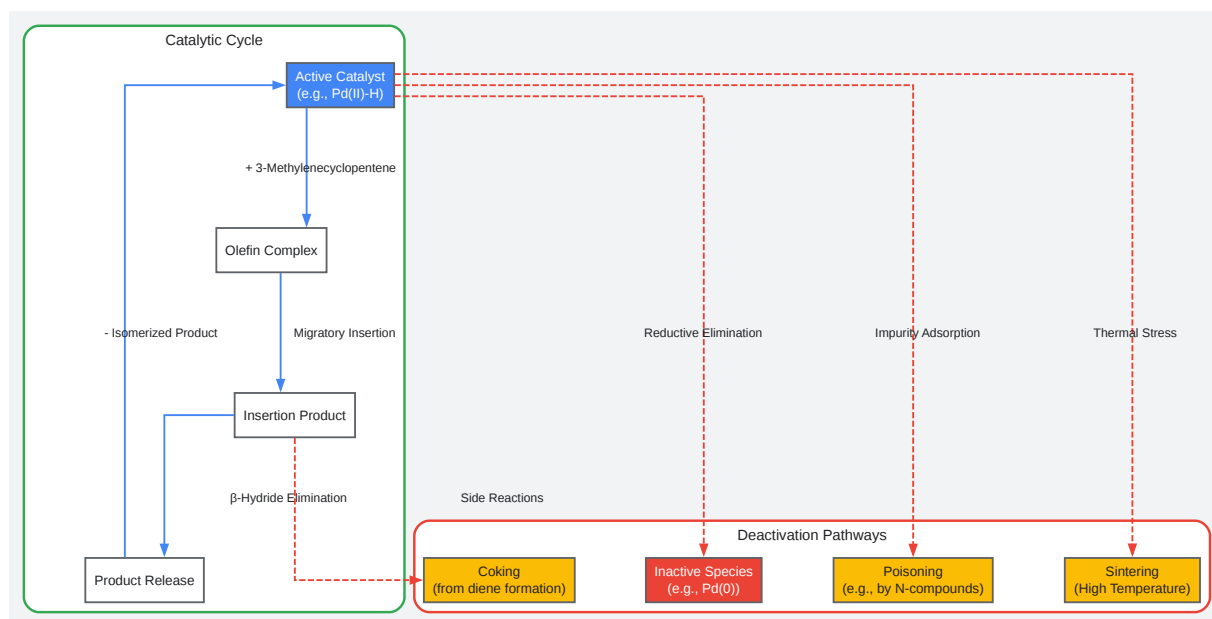 Catalytic Cycle
Active Catalyst
(e.g., Pd(II)-H)
+ 3-Methylenecyclopentene
Olefin Complex
- Isomerized Product
Migratory Insertion
Reductive Elimination
Impurity Adsorption
Thermal Stress
Insertion Product
β-Hydride Elimination
Side Reactions
Deactivation Pathways
Product Release
Coking
(from diene formation)
Inactive Species
(e.g., Pd(0))
Poisoning
(e.g., by N-compounds)
Sintering
(High Temperature)